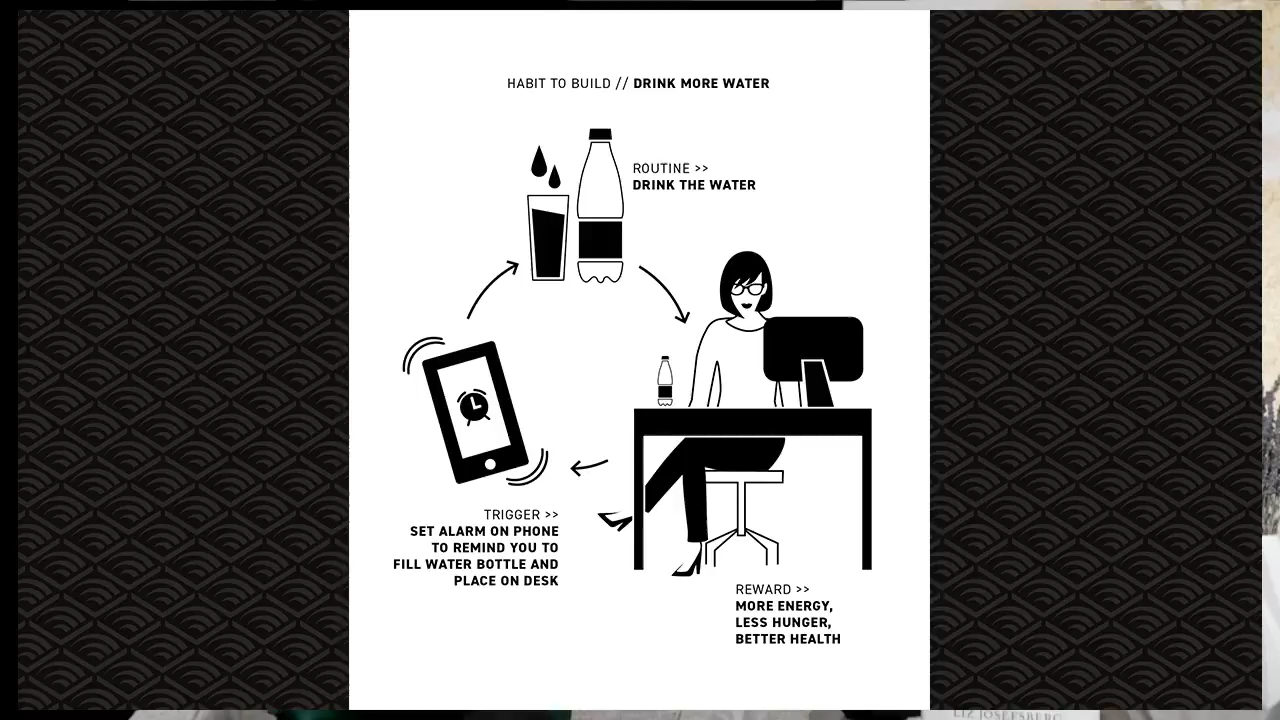 HABIT TO BUILD // DRINK MORE WATER
ROUTINE >>
DRINK THE WATER
TRIGGER >>
SET ALARM ON PHONE
TO REMIND YOU TO
FILL WATER BOTTLE AND
PLACE ON DESK
REWARD >>
MORE ENERGY,
LESS HUNGER,
BETTER HEALTH